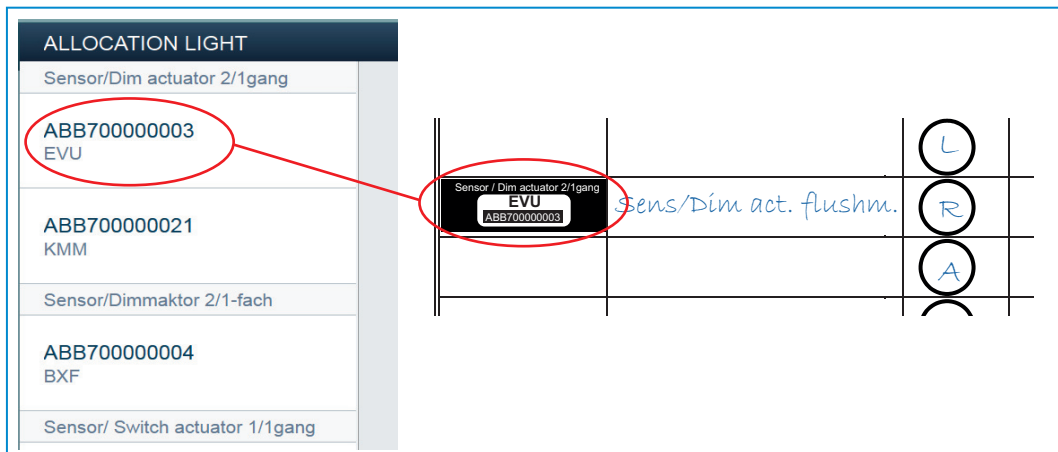 ALLOCATION LIGHT
Sensor/Dim actuator 2/1gang
ABB700000003
EVU
ABB700000021
KMM
Sensor/Dimmaktor 2/1-fach
ABB700000004
BXF
Sensor/ Switch actuator 1/1gang
L
Sensor / Dim actuator 2/1gang
EVU
ABB700000003
Sens/Dim act. flushm.
R
A